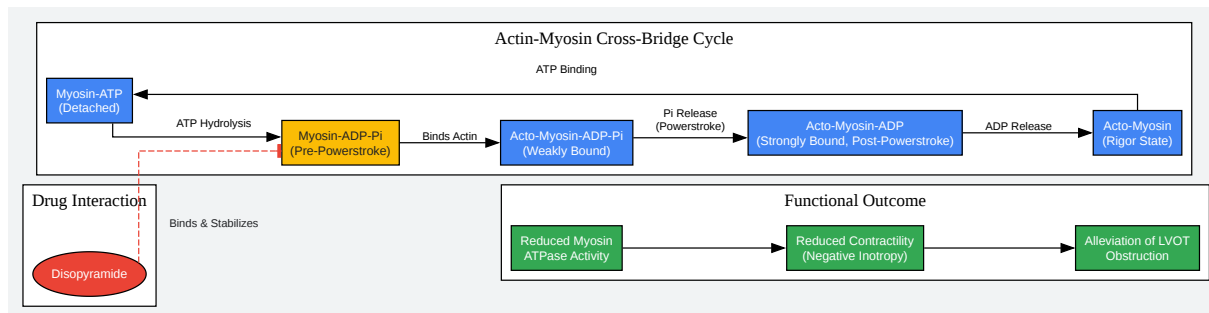 Actin-Myosin Cross-Bridge Cycle
ATP Binding
Myosin-ATP
(Detached)
ATP Hydrolysis
Myosin-ADP-Pi
(Pre-Powerstroke)
Binds Actin
Acto-Myosin-ADP-Pi
(Weakly Bound)
Pi Release
(Powerstroke)
Acto-Myosin-ADP
(Strongly Bound, Post-Powerstroke)
ADP Release
Acto-Myosin
(Rigor State)
Drug Interaction
Binds & Stabilizes
Disopyramide
Functional Outcome
Reduced Myosin
ATPase Activity
Reduced Contractility
(Negative Inotropy)
Alleviation of LVOT
Obstruction